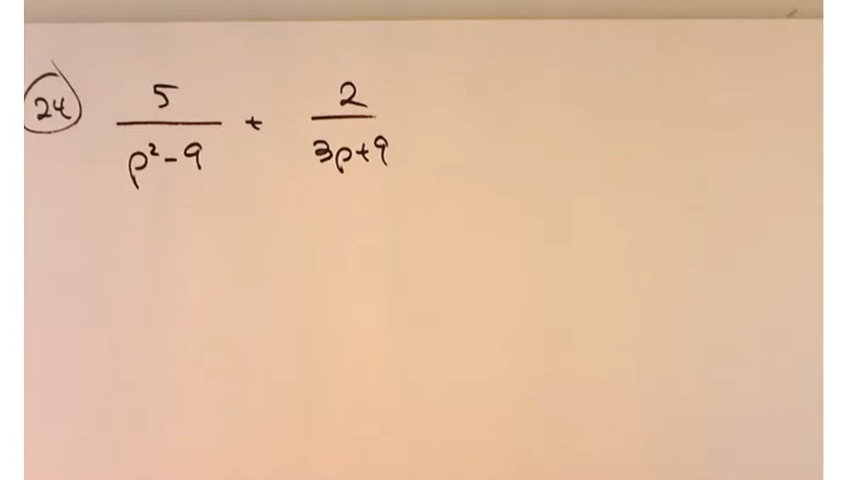 24 5/(p² - 9) + 2/(3p + 9)